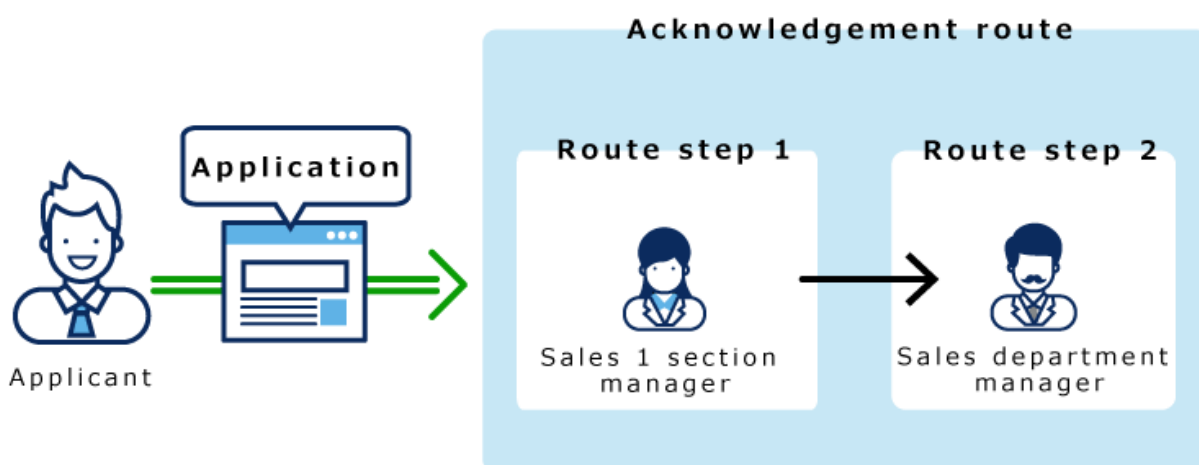 Acknowledgement route
Application
Applicant
Route step 1
Sales 1 section
manager
Route step 2
Sales department
manager